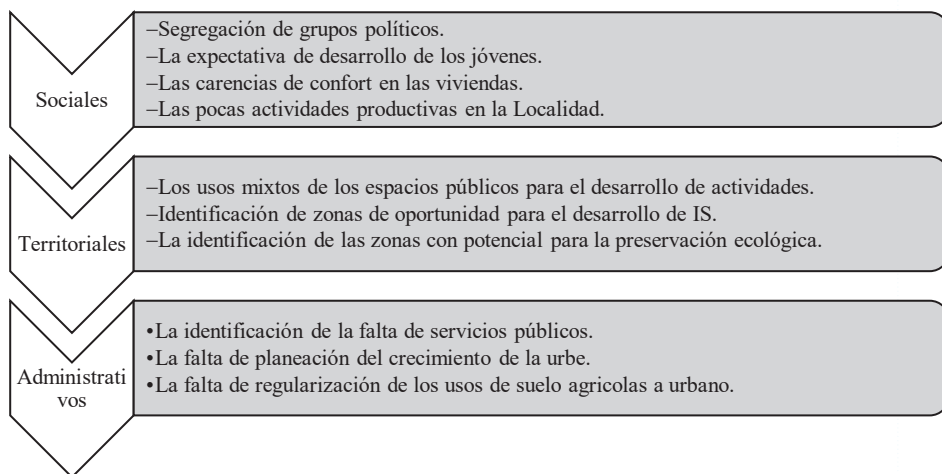 Sociales
–Segregación de grupos políticos.
–La expectativa de desarrollo de los jóvenes.
–Las carencias de confort en las viviendas.
–Las pocas actividades productivas en la Localidad.
Territoriales
–Los usos mixtos de los espacios públicos para el desarrollo de actividades.
–Identificación de zonas de oportunidad para el desarrollo de IS.
–La identificación de las zonas con potencial para la preservación ecológica.
Administrati
vos
•La identificación de la falta de servicios públicos.
•La falta de planeación del crecimiento de la urbe.
•La falta de regularización de los usos de suelo agricolas a urbano.